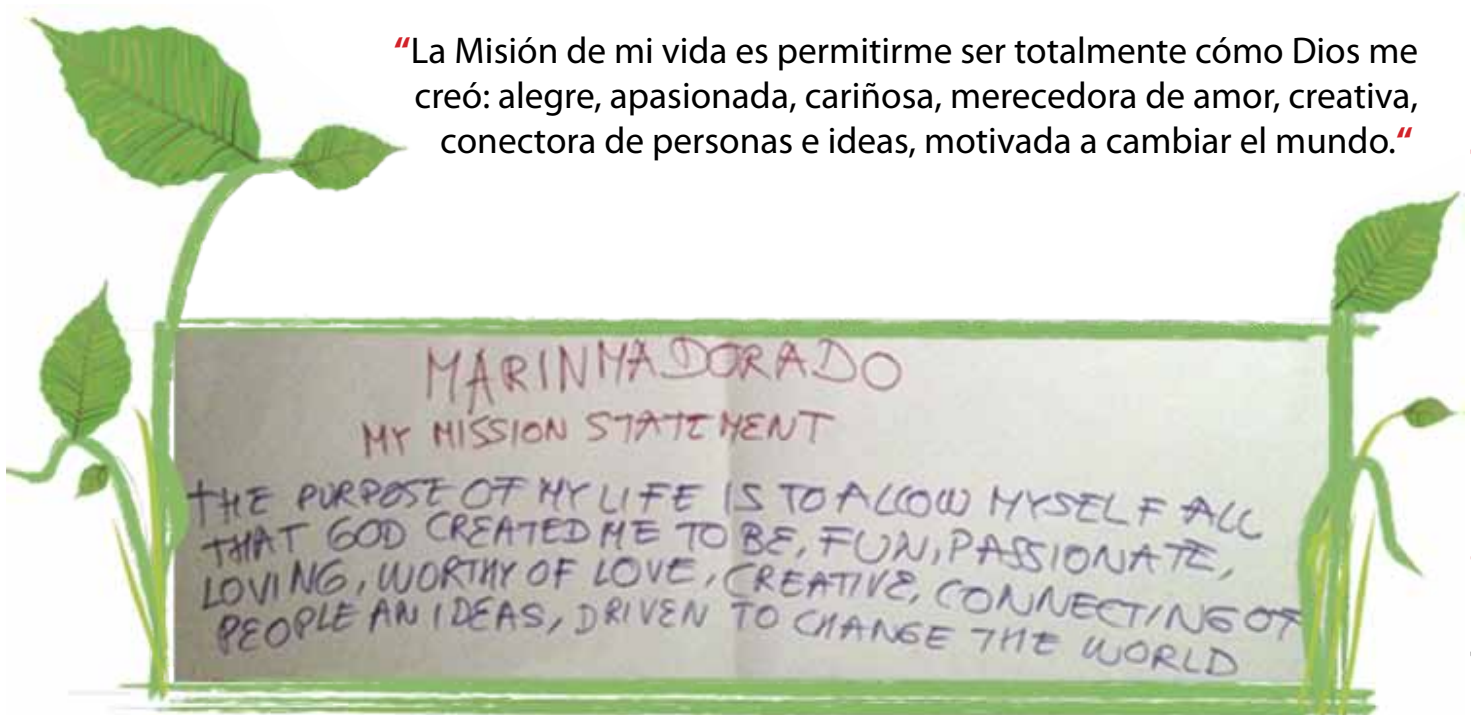 “La Misión de mi vida es permitirme ser totalmente cómo Dios me
creó: alegre, apasionada, cariñosa, merecedora de amor, creativa,
conectora de personas e ideas, motivada a cambiar el mundo.“
MARINMA DORADO
MY MISSION STATEMENT
THE PURPOSE OF MY LIFE IS TO ALLOW MYSELF ALL
THAT GOD CREATED ME TO BE, FUN, PASSIONATE,
LOVING, WORTHY OF LOVE, CREATIVE, CONNECTING OF
PEOPLE AN IDEAS, DRIVEN TO CHANGE THE WORLD